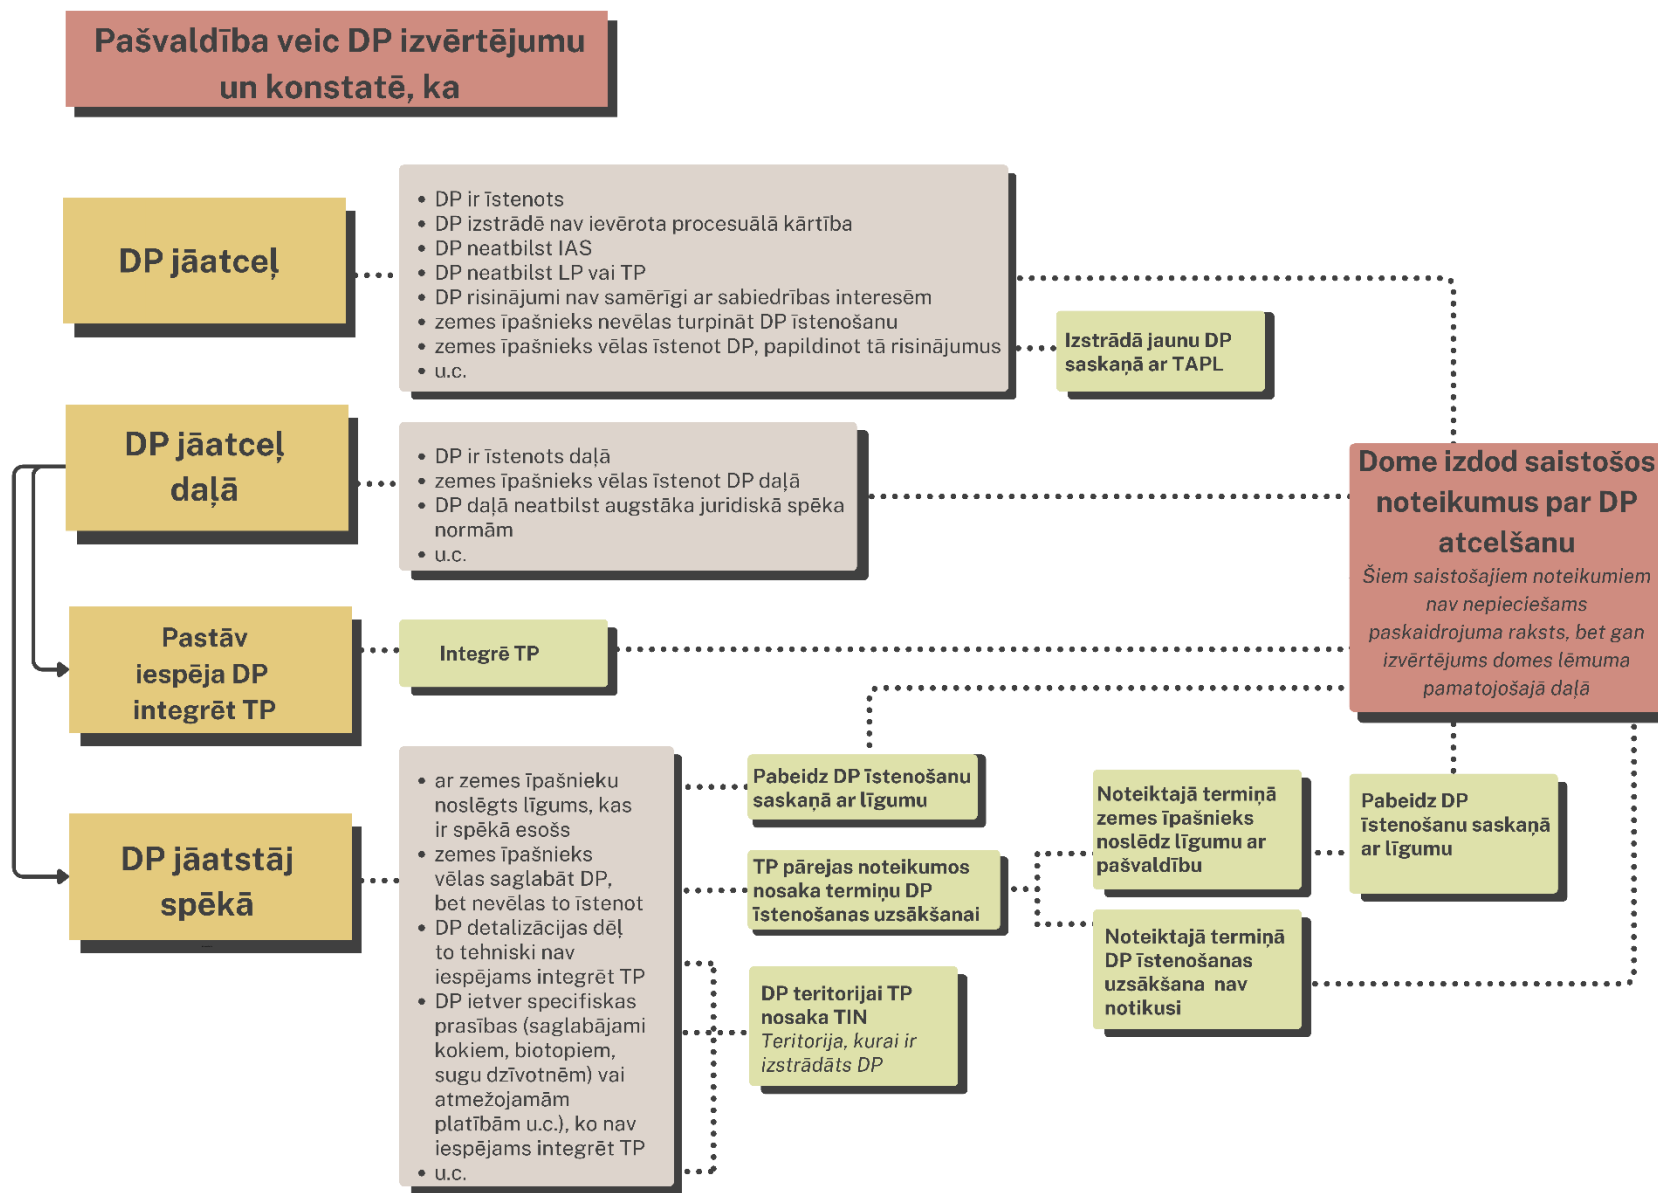 Pašvaldība veic DP izvērtējumu
un konstatē, ka
DP jāatceļ
• DP ir īstenots
• DP izstrādē nav ievērota procesuālā kārtība
• DP neatbilst IAS
• DP neatbilst LP vai TP
• DP risinājumi nav samērīgi ar sabiedrības interesēm
• zemes īpašnieks nevēlas turpināt DP īstenošanu
• zemes īpašnieks vēlas īstenot DP, papildinot tā risinājumus
• u.c.
Izstrādā jaunu DP
saskaņā ar TAPL
DP jāatceļ
daļā
• DP ir īstenots daļā
• zemes īpašnieks vēlas īstenot DP daļā
• DP daļā neatbilst augstāka juridiskā spēka
normām
• u.c.
Dome izdod saistošos
noteikumus par DP
atcelšanu
Šiem saistošajiem noteikumiem
nav nepieciešams
paskaidrojuma raksts, bet gan
izvērtējums domes lēmuma
pamatojošajā daļā
Pastāv
iespēja DP
integrēt TP
Integrē TP
DP jāatstāj
spēkā
• ar zemes īpašnieku
noslēgts līgums, kas
ir spēkā esošs
• zemes īpašnieks
vēlas saglabāt DP,
bet nevēlas to īstenot
• DP detalizācijas dēļ
to tehniski nav
iespējams integrēt TP
• DP ietver specifiskas
prasības (saglabājami
kokiem, biotopiem,
sugu dzīvotnēm) vai
atmežojamām
platībām u.c.), ko nav
iespējams integrēt TP
• u.c.
Pabeidz DP īstenošanu
saskaņā ar līgumu
TP pārejas noteikumos
nosaka termiņu DP
īstenošanas uzsākšanai
DP teritorijai TP
nosaka TIN
Teritorija, kurai ir
izstrādāts DP
Noteiktajā termiņā
zemes īpašnieks
noslēdz līgumu ar
pašvaldību
Pabeidz DP
īstenošanu saskaņā
ar līgumu
Noteiktajā termiņā
DP īstenošanas
uzsākšana nav
notikusi